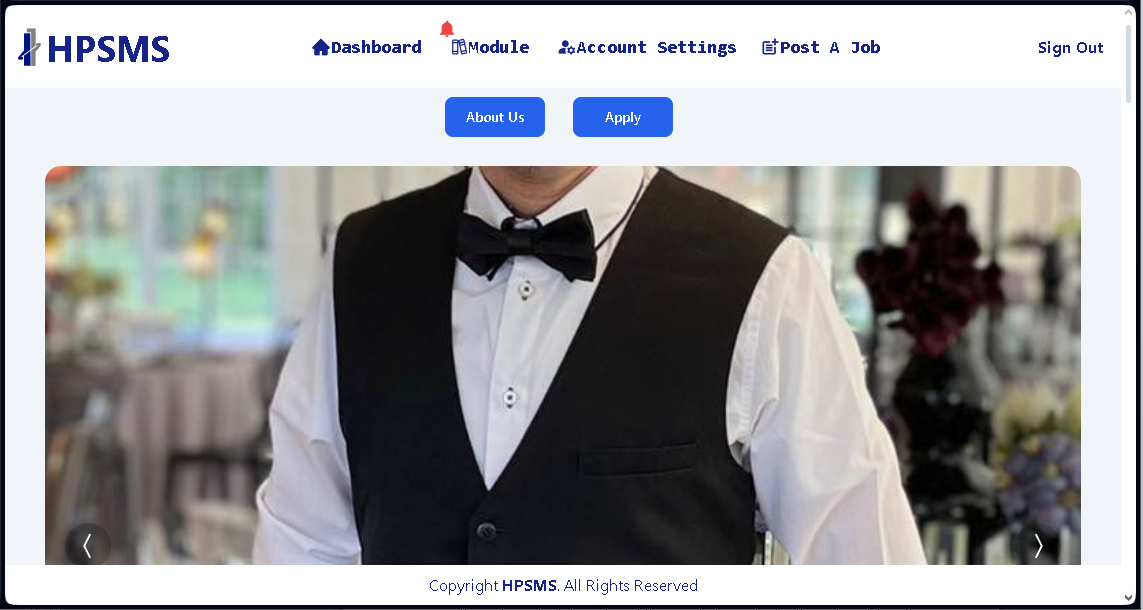 HPSMS
Dashboard Module Account Settings Post A Job Sign Out
About Us Apply
Copyright HPSMS. All Rights Reserved